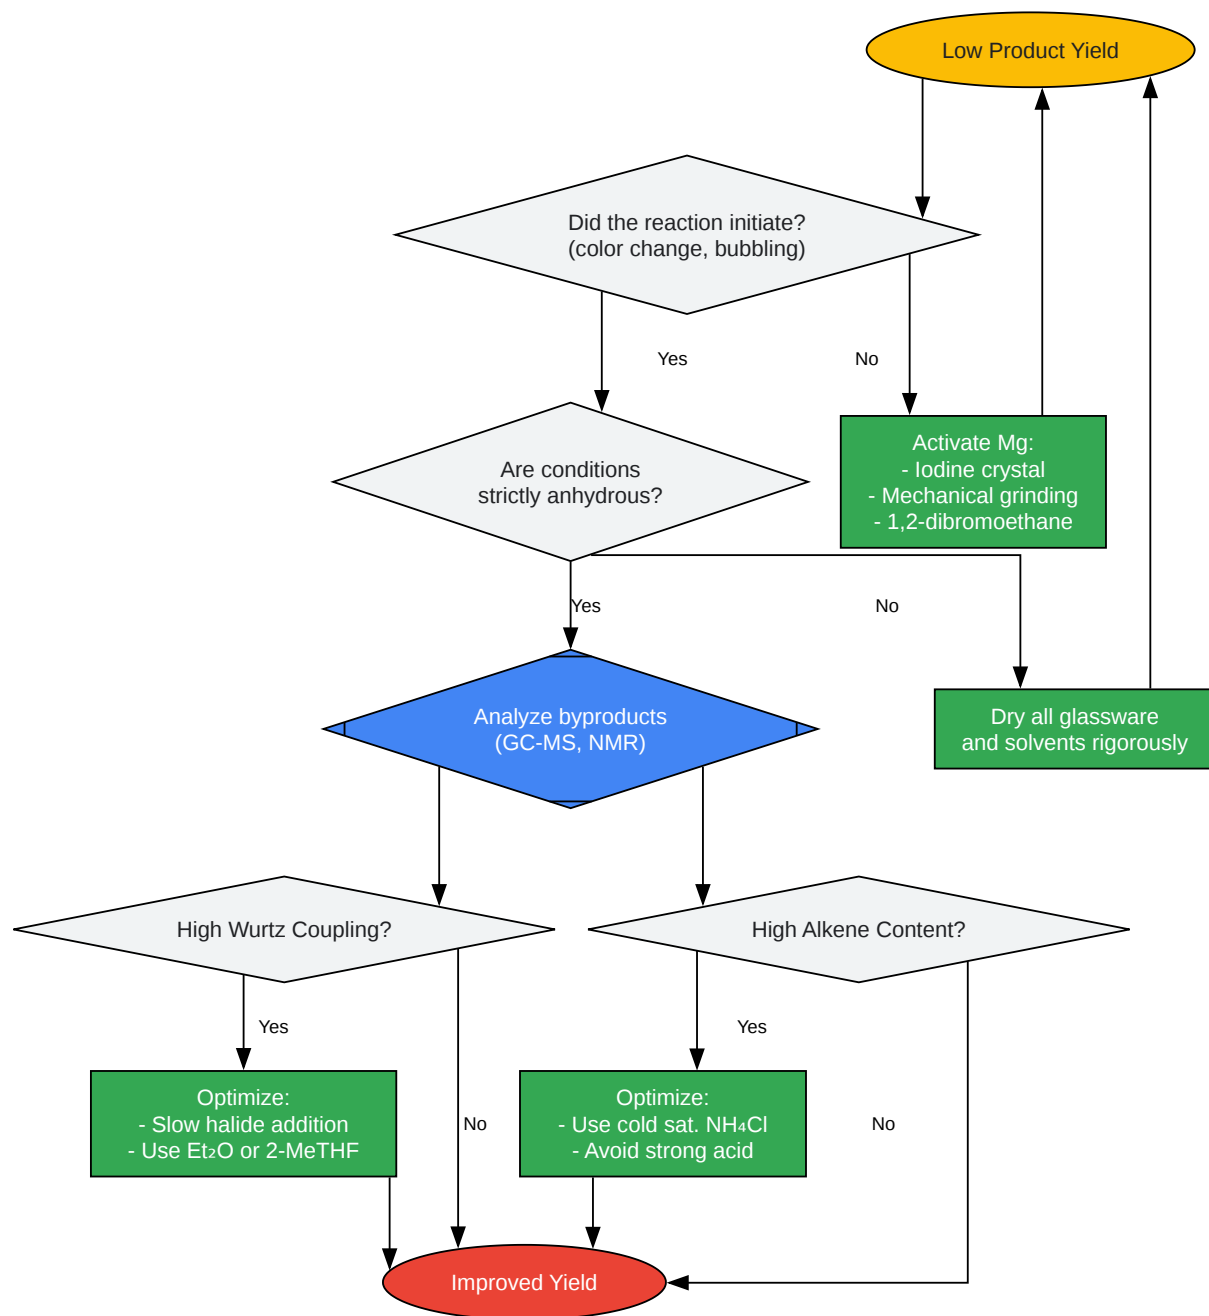 Low Product Yield
Did the reaction initiate?
(color change, bubbling)
Yes
No
Are conditions
strictly anhydrous?
Activate Mg:
- Iodine crystal
- Mechanical grinding
- 1,2-dibromoethane
Yes
No
Analyze byproducts
(GC-MS, NMR)
Dry all glassware
and solvents rigorously
High Wurtz Coupling?
High Alkene Content?
Yes
Yes
Optimize:
- Slow halide addition
- Use Et₂O or 2-MeTHF
No
Optimize:
- Use cold sat. NH₄Cl
- Avoid strong acid
No
Improved Yield